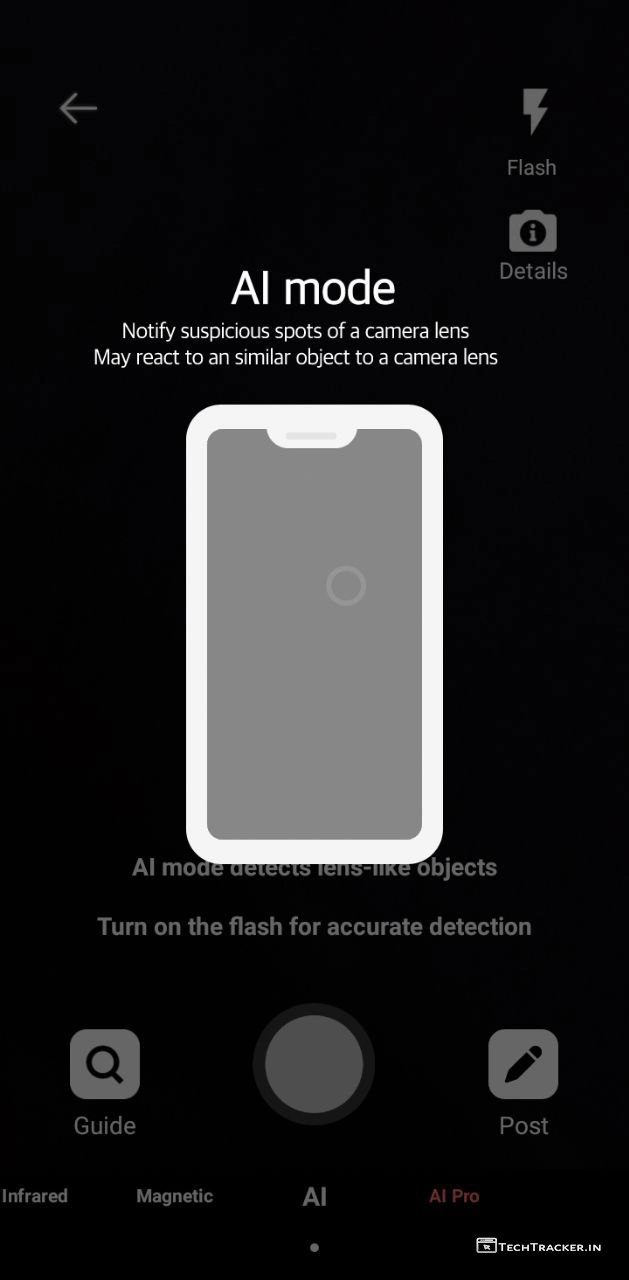 Flash
Details
AI mode
Notify suspicious spots of a camera lens
May react to an similar object to a camera lens
AI mode detects lens-like objects
Turn on the flash for accurate detection
Guide
Post
Infrared
Magnetic
AI
AI Pro
TECHTRACKER.IN